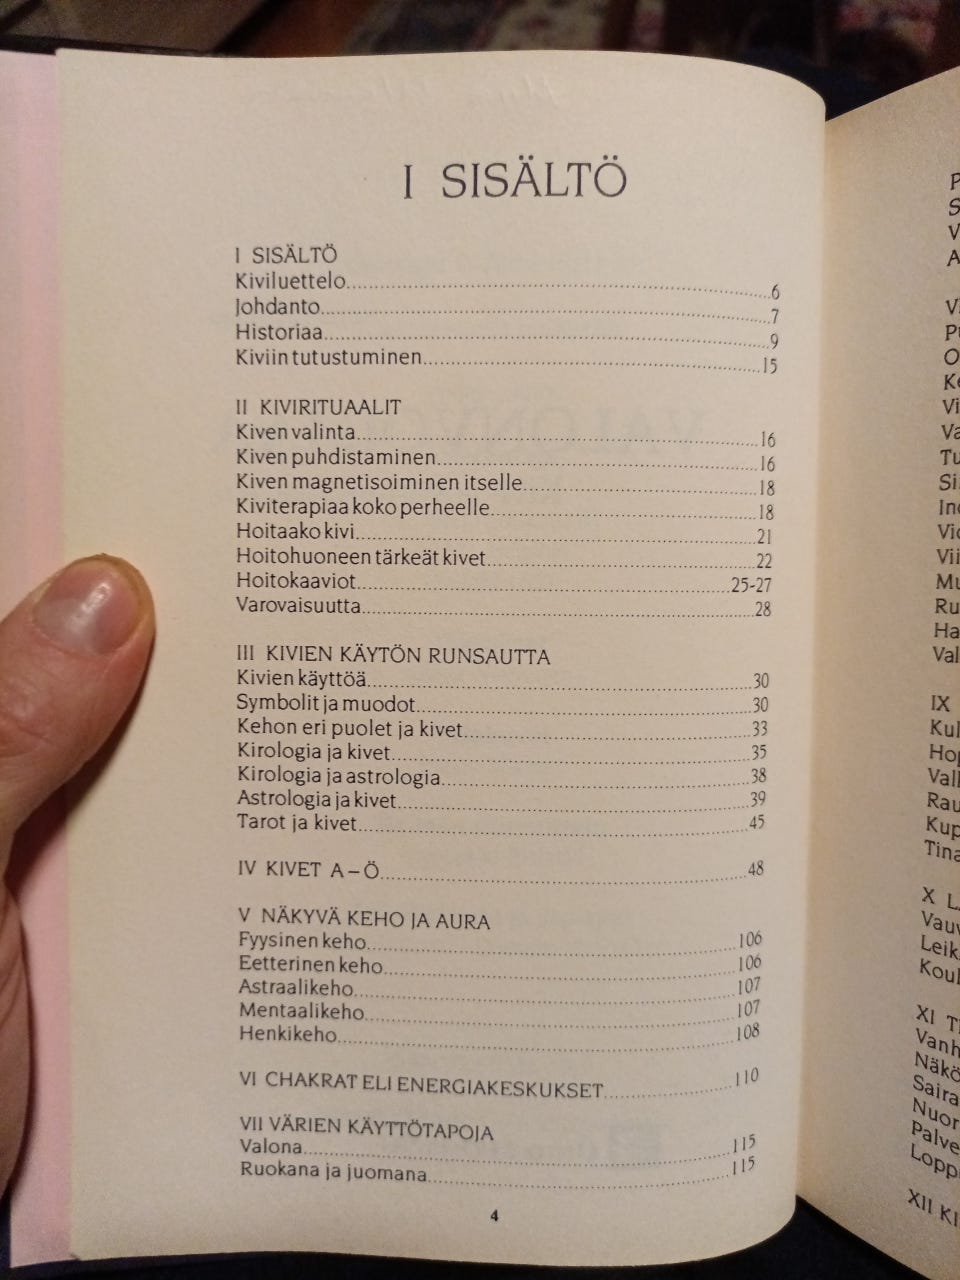 I SISÄLTÖ
I SISÄLTÖ
Kiviluettelo 6
Johdanto 7
Historiaa 9
Kiviin tutustuminen 15
II KIVIRITUAALIT
Kiven valinta 16
Kiven puhdistaminen 16
Kiven magnetisoiminen itselle 18
Kiviterapiaa koko perheelle 18
Hoitaako kivi 21
Hoitohuoneen tärkeät kivet 22
Hoitokaaviot 25-27
Varovaisuutta 28
III KIVIEN KÄYTÖN RUNSAUTTA
Kivien käyttöä 30
Symbolit ja muodot 30
Kehon eri puolet ja kivet 33
Kirologia ja kivet 35
Kirologia ja astrologia 38
Astrologia ja kivet 39
Tarot ja kivet 45
IV KIVET A – Ö 48
V NÄKYVÄ KEHO JA AURA
Fyysinen keho 106
Eetterinen keho 106
Astraalikeho 107
Mentaalikeho 107
Henkikeho 108
VI CHAKRAT ELI ENERGIAKESKUKSET 110
VII VÄRIEN KÄYTTÖTAPOJA
Valona 115
Ruokana ja juomana 115
4
IX
X
XI
XII